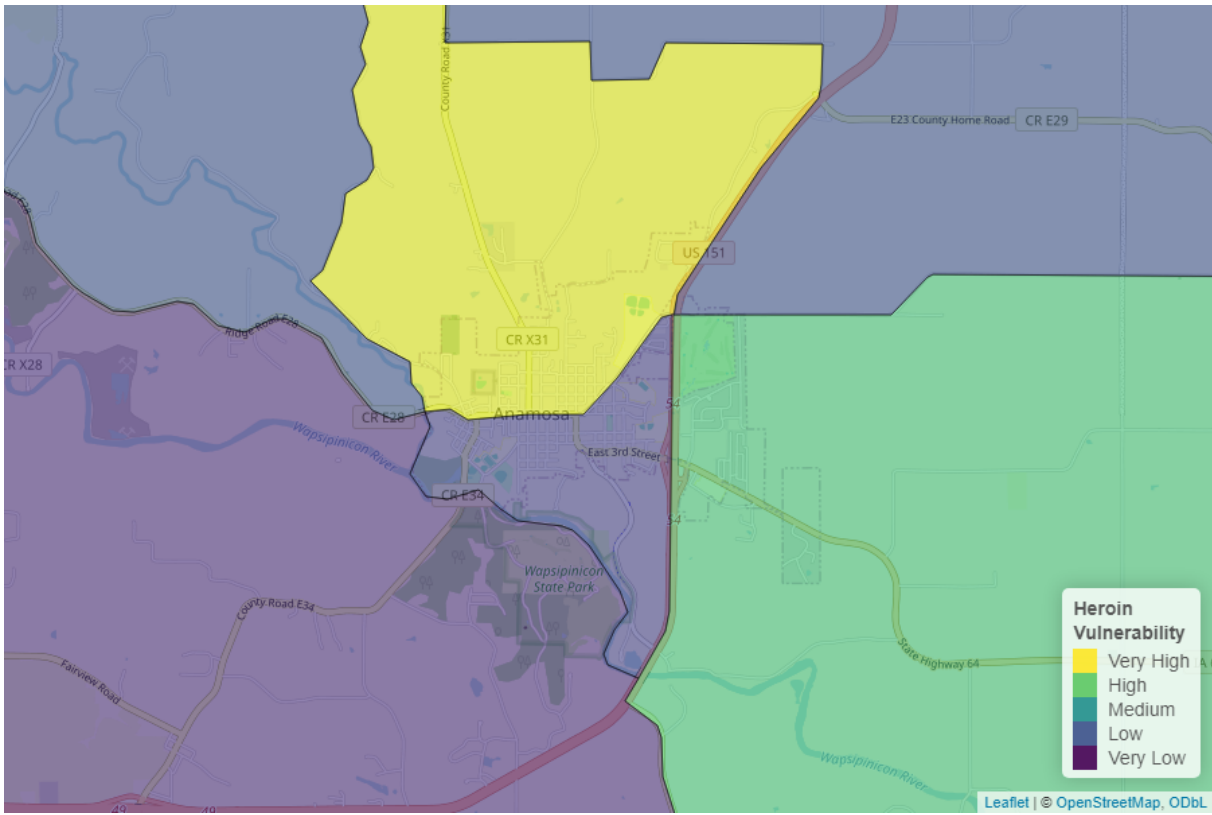 County Road X31
E23 County Home Road
CR E29
US 151
Ridge Road E28
CR X28
CR X31
CR E28
Anamosa
54
East 3rd Street
Wapsipinicon River
CR E34
54
Wapsipinicon
State Park
County Road E34
Fairview Road
State Highway 64
Wapsipinicon River
49
49
Heroin
Vulnerability
Very High
High
Medium
Low
Very Low
Leaflet | © OpenStreetMap, ODbL